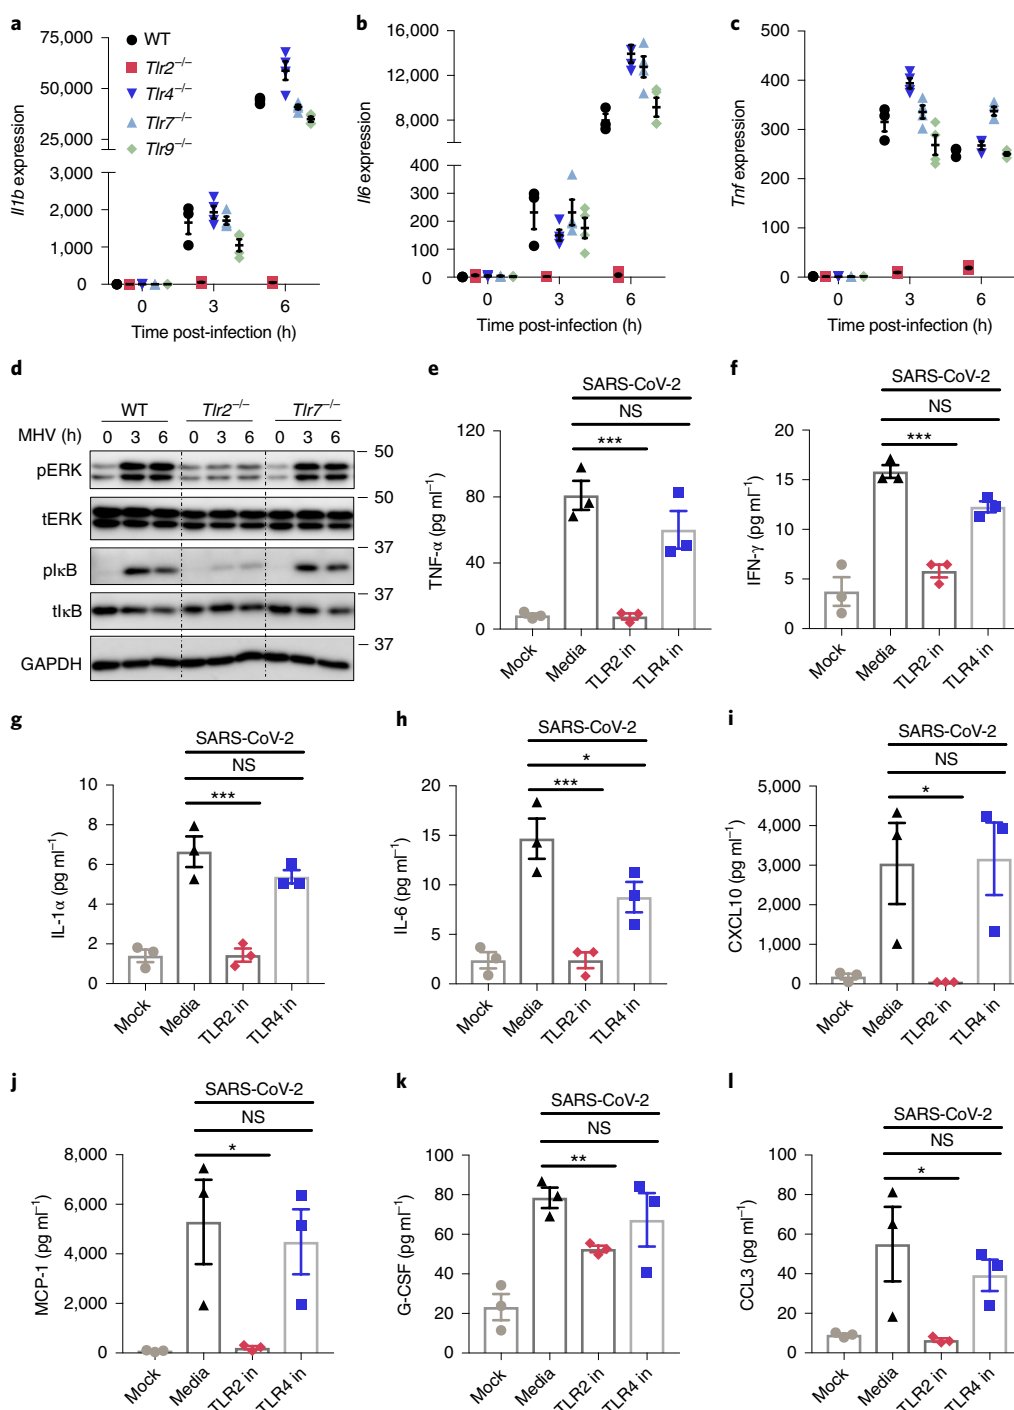 a
75,000
50,000
25,000
3,000
2,000
1,000
0
Il1b expression
WT
Tlr2−/−
Tlr4−/−
Tlr7−/−
Tlr9−/−
0 3 6
Time post-infection (h)
b
16,000
12,000
8,000
400
300
200
100
0
Il6 expression
0 3 6
Time post-infection (h)
c
500
400
300
200
100
0
Tnf expression
0 3 6
Time post-infection (h)
d
WT Tlr2−/− Tlr7−/−
MHV (h) 0 3 6 0 3 6 0 3 6
pERK
50
tERK
50
pIκB
37
tIκB
37
GAPDH
37
e
SARS-CoV-2
NS
***
120
80
40
0
TNF-α (pg ml−1)
Mock Media TLR2 in TLR4 in
f
SARS-CoV-2
NS
***
20
15
10
5
0
IFN-γ (pg ml−1)
Mock Media TLR2 in TLR4 in
g
SARS-CoV-2
NS
***
10
8
6
4
2
0
IL-1α (pg ml−1)
Mock Media TLR2 in TLR4 in
h
SARS-CoV-2
*
***
20
15
10
5
0
IL-6 (pg ml−1)
Mock Media TLR2 in TLR4 in
i
SARS-CoV-2
NS
*
5,000
4,000
3,000
2,000
1,000
0
CXCL10 (pg ml−1)
Mock Media TLR2 in TLR4 in
j
SARS-CoV-2
NS
*
8,000
6,000
4,000
2,000
0
MCP-1 (pg ml−1)
Mock Media TLR2 in TLR4 in
k
SARS-CoV-2
NS
**
100
80
60
40
20
0
G-CSF (pg ml−1)
Mock Media TLR2 in TLR4 in
l
SARS-CoV-2
NS
*
100
80
60
40
20
0
CCL3 (pg ml−1)
Mock Media TLR2 in TLR4 in